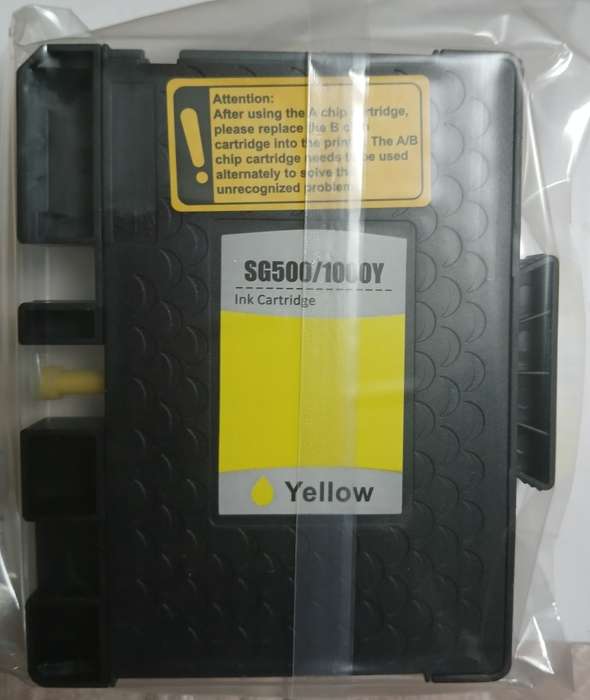 Attention:
After using the A chip cartridge,
please replace the B chip
cartridge into the printer. The A/B
chip cartridge needs to be used
alternately to solve the
unrecognized problem
SG500/1000Y
Ink Cartridge
Yellow